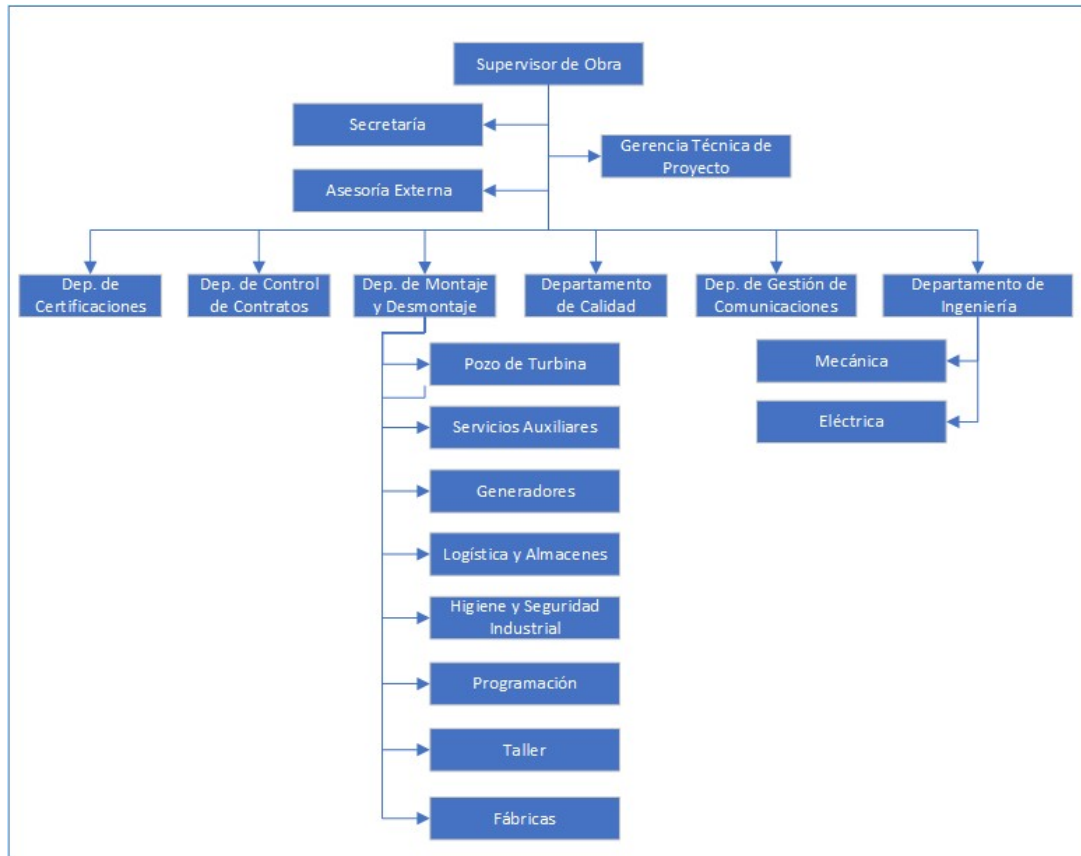 Supervisor de Obra
Secretaría
Gerencia Técnica de
Proyecto
Asesoría Externa
Dep. de
Certificaciones
Dep. de Control
de Contratos
Dep. de Montaje
y Desmontaje
Departamento
de Calidad
Dep. de Gestión de
Comunicaciones
Departamento de
Ingeniería
Pozo de Turbina
Mecánica
Servicios Auxiliares
Eléctrica
Generadores
Logística y Almacenes
Higiene y Seguridad
Industrial
Programación
Taller
Fábricas